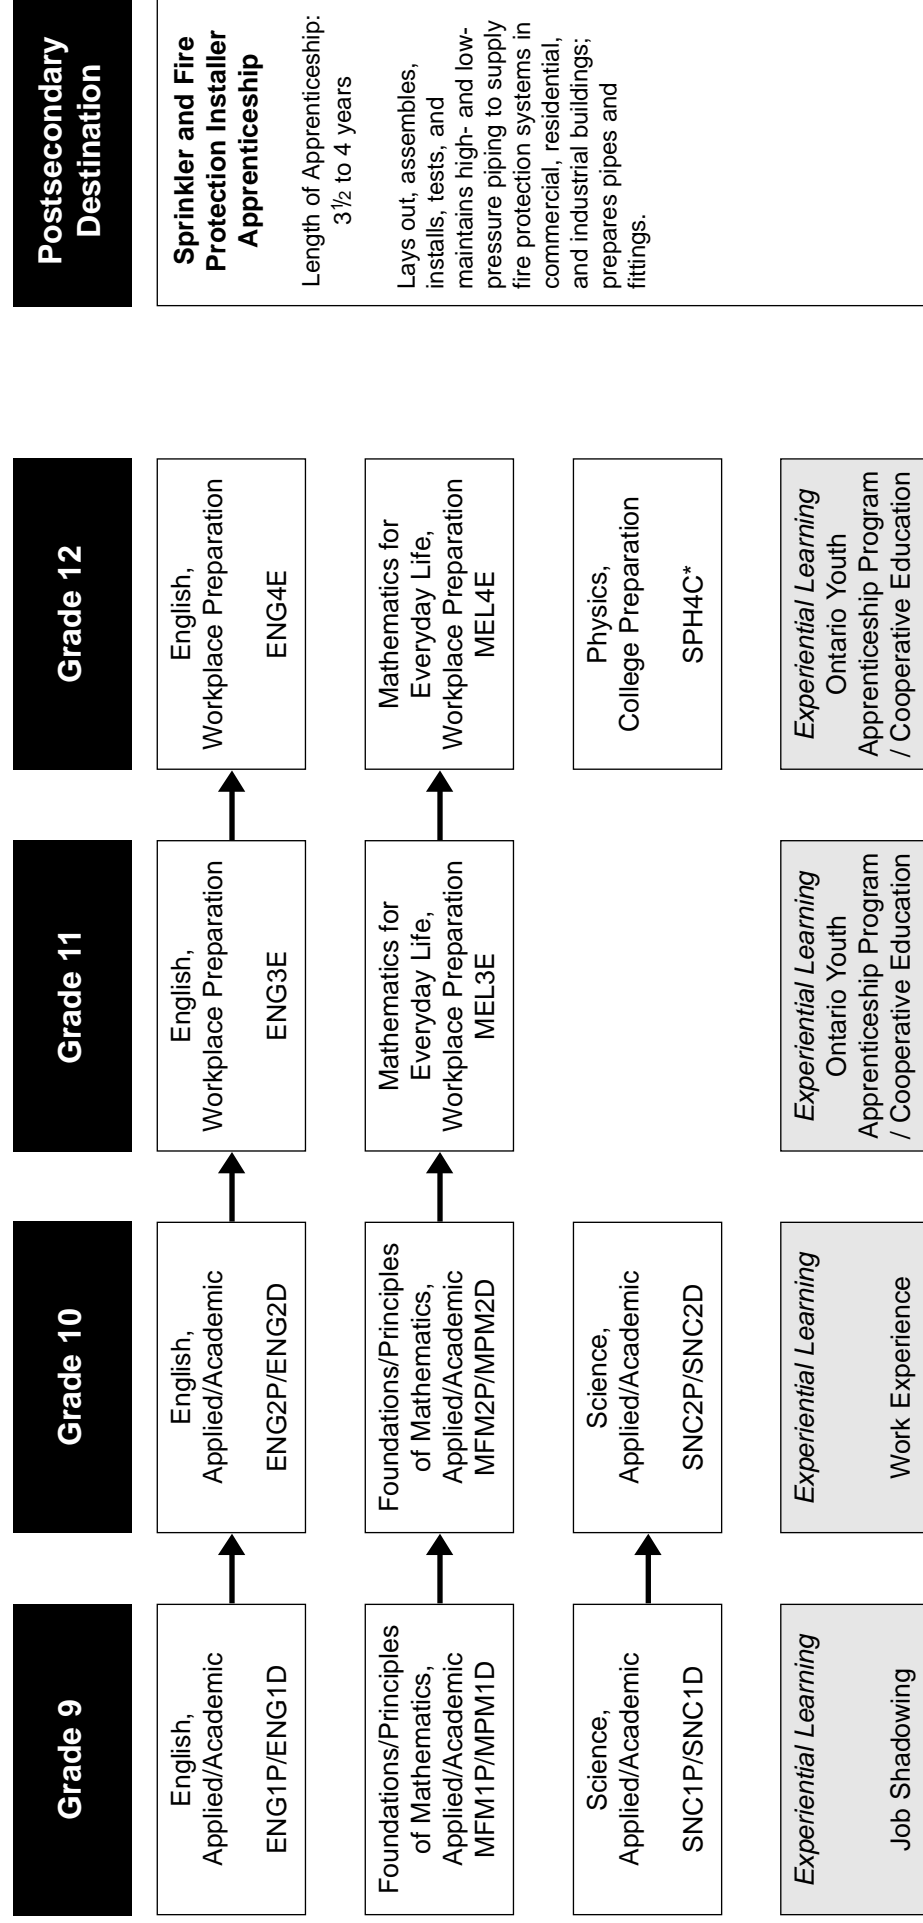 Grade 9
Grade 10
Grade 11
Grade 12
Postsecondary
Destination
English,
Applied/Academic
ENG1P/ENG1D
English,
Applied/Academic
ENG2P/ENG2D
English,
Workplace Preparation
ENG3E
English,
Workplace Preparation
ENG4E
Foundations/Principles
of Mathematics,
Applied/Academic
MFM1P/MPM1D
Foundations/Principles
of Mathematics,
Applied/Academic
MFM2P/MPM2D
Mathematics for
Everyday Life,
Workplace Preparation
MEL3E
Mathematics for
Everyday Life,
Workplace Preparation
MEL4E
Science,
Applied/Academic
SNC1P/SNC1D
Science,
Applied/Academic
SNC2P/SNC2D
Physics,
College Preparation
SPH4C*
Experiential Learning
Job Shadowing
Experiential Learning
Work Experience
Experiential Learning
Ontario Youth
Apprenticeship Program
/ Cooperative Education
Experiential Learning
Ontario Youth
Apprenticeship Program
/ Cooperative Education
Sprinkler and Fire
Protection Installer
Apprenticeship
Length of Apprenticeship:
3½ to 4 years
Lays out, assembles,
installs, tests, and
maintains high- and low-
pressure piping to supply
fire protection systems in
commercial, residential,
and industrial buildings;
prepares pipes and
fittings.